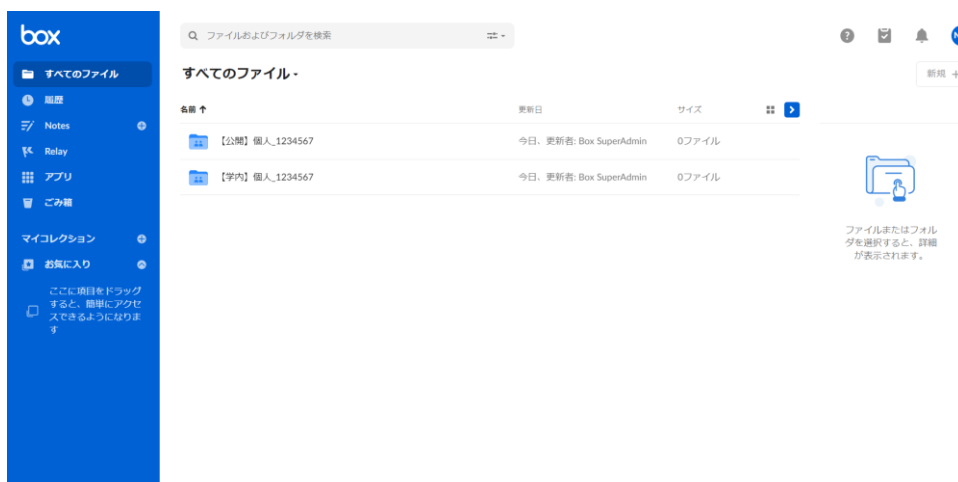 box
ファイルおよびフォルダを検索
すべてのファイル
すべてのファイル
新規 +
履歴
名前 ↑ 更新日 サイズ
Notes
【公開】個人_1234567 今日、更新者: Box SuperAdmin 0ファイル
Relay
アプリ
【学内】個人_1234567 今日、更新者: Box SuperAdmin 0ファイル
ごみ箱
マイコレクション
お気に入り
ここに項目をドラッグ
すると、簡単にアクセ
スできるようになりま
す
ファイルまたはフォル
ダを選択すると、詳細
が表示されます。